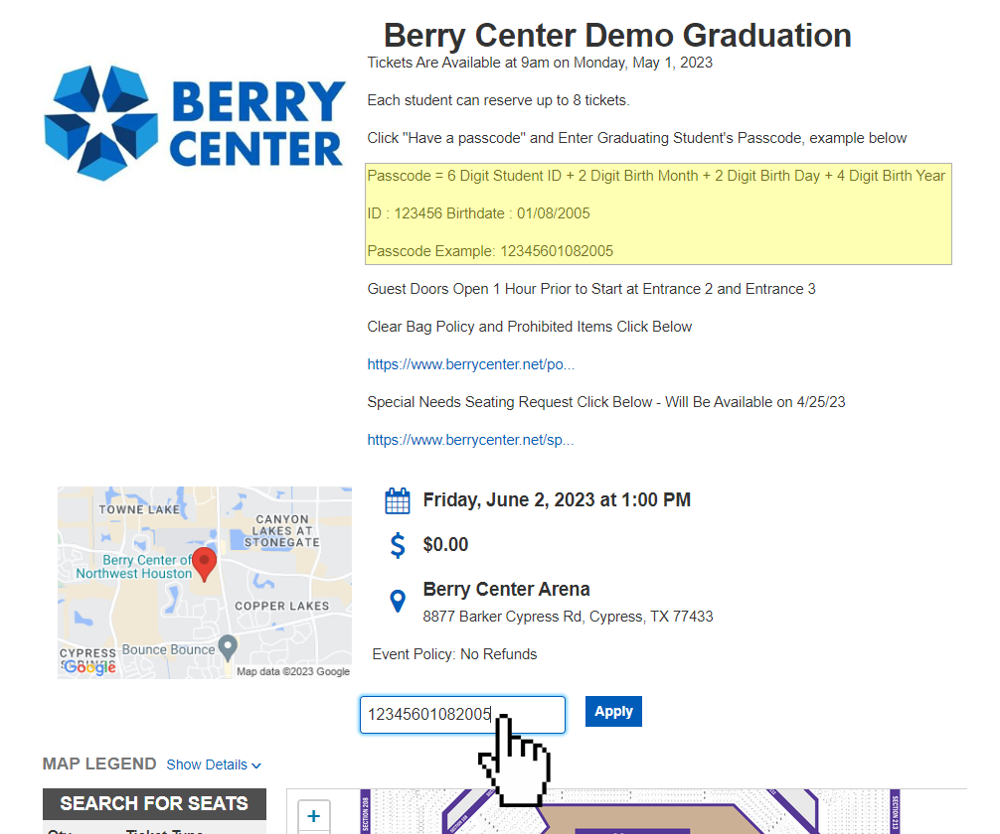 Berry Center Demo Graduation
Tickets Are Available at 9am on Monday, May 1, 2023
BERRY
CENTER
Each student can reserve up to 8 tickets.
Click "Have a passcode" and Enter Graduating Student's Passcode, example below
Passcode = 6 Digit Student ID + 2 Digit Birth Month + 2 Digit Birth Day + 4 Digit Birth Year
ID : 123456 Birthdate : 01/08/2005
Passcode Example: 12345601082005
Guest Doors Open 1 Hour Prior to Start at Entrance 2 and Entrance 3
Clear Bag Policy and Prohibited Items Click Below
https://www.berrycenter.net/po...
Special Needs Seating Request Click Below - Will Be Available on 4/25/23
https://www.berrycenter.net/sp...
TOWNE LAKE
CANYON
LAKES AT
STONEGATE
Berry Center of
Northwest Houston
COPPER LAKES
CYPRESS
Bounce Bounce
Google
Map data ©2023 Google
Friday, June 2, 2023 at 1:00 PM
$0.00
Berry Center Arena
8877 Barker Cypress Rd, Cypress, TX 77433
Event Policy: No Refunds
12345601082005
Apply
MAP LEGEND Show Details
SEARCH FOR SEATS
Qty Ticket Type
+
SECTION 208
SECTION 213